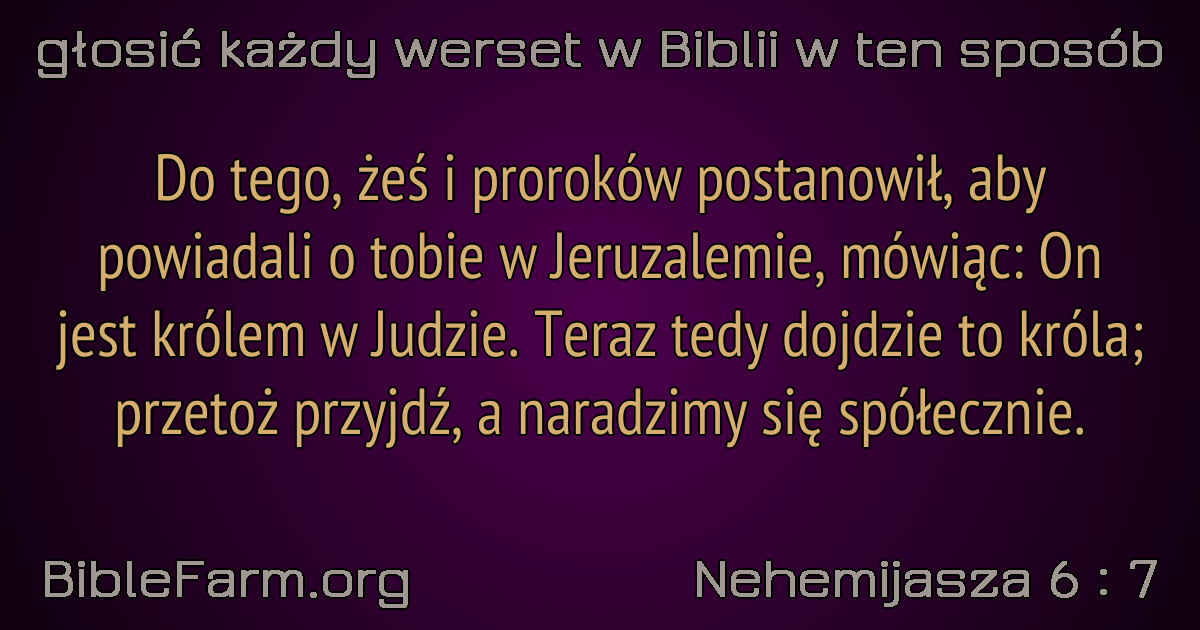 głosić każdy werset w Biblii w ten sposób
Do tego, żeś i proroków postanowił, aby
powiadali o tobie w Jeruzalemie, mówiąc: On
jest królem w Judzie. Teraz tedy dojdzie to króla;
przetoż przyjdź, a naradzimy się spółecznie.
BibleFarm.org
Nehemijasza 6 : 7